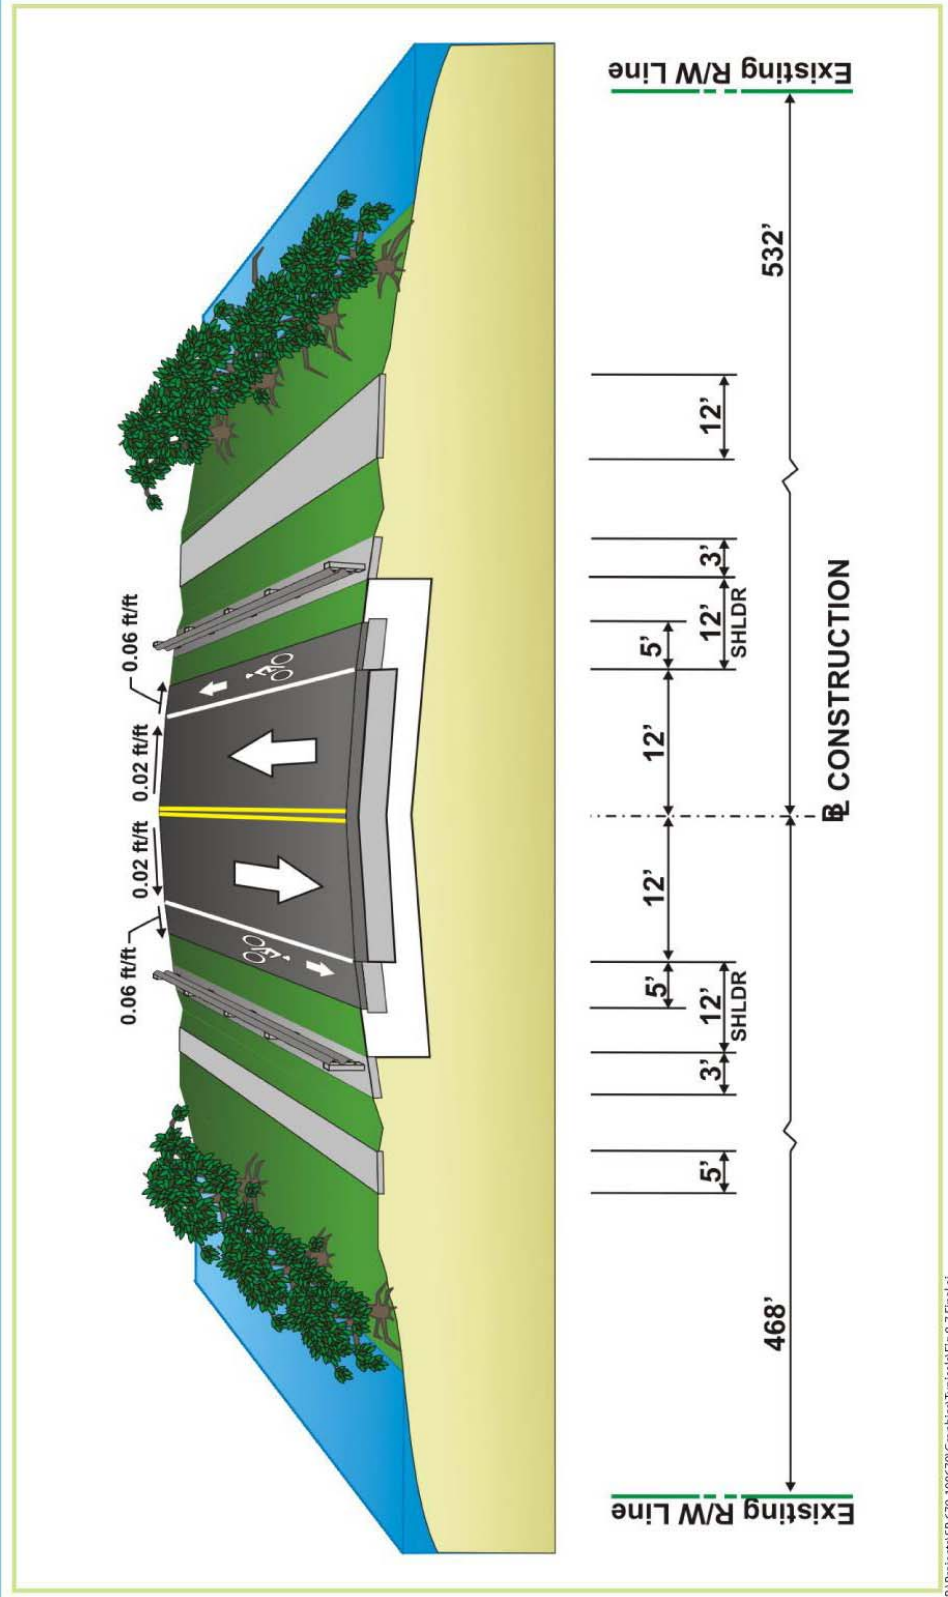 0.06 ft/ft
0.02 ft/ft
0.02 ft/ft
0.06 ft/ft
Existing R/W Line
Existing R/W Line
5' 12' 12' 5'
5' 3' 12' 12' 3' 12'
SHLDR SHLDR
468' 532'
BL CONSTRUCTION